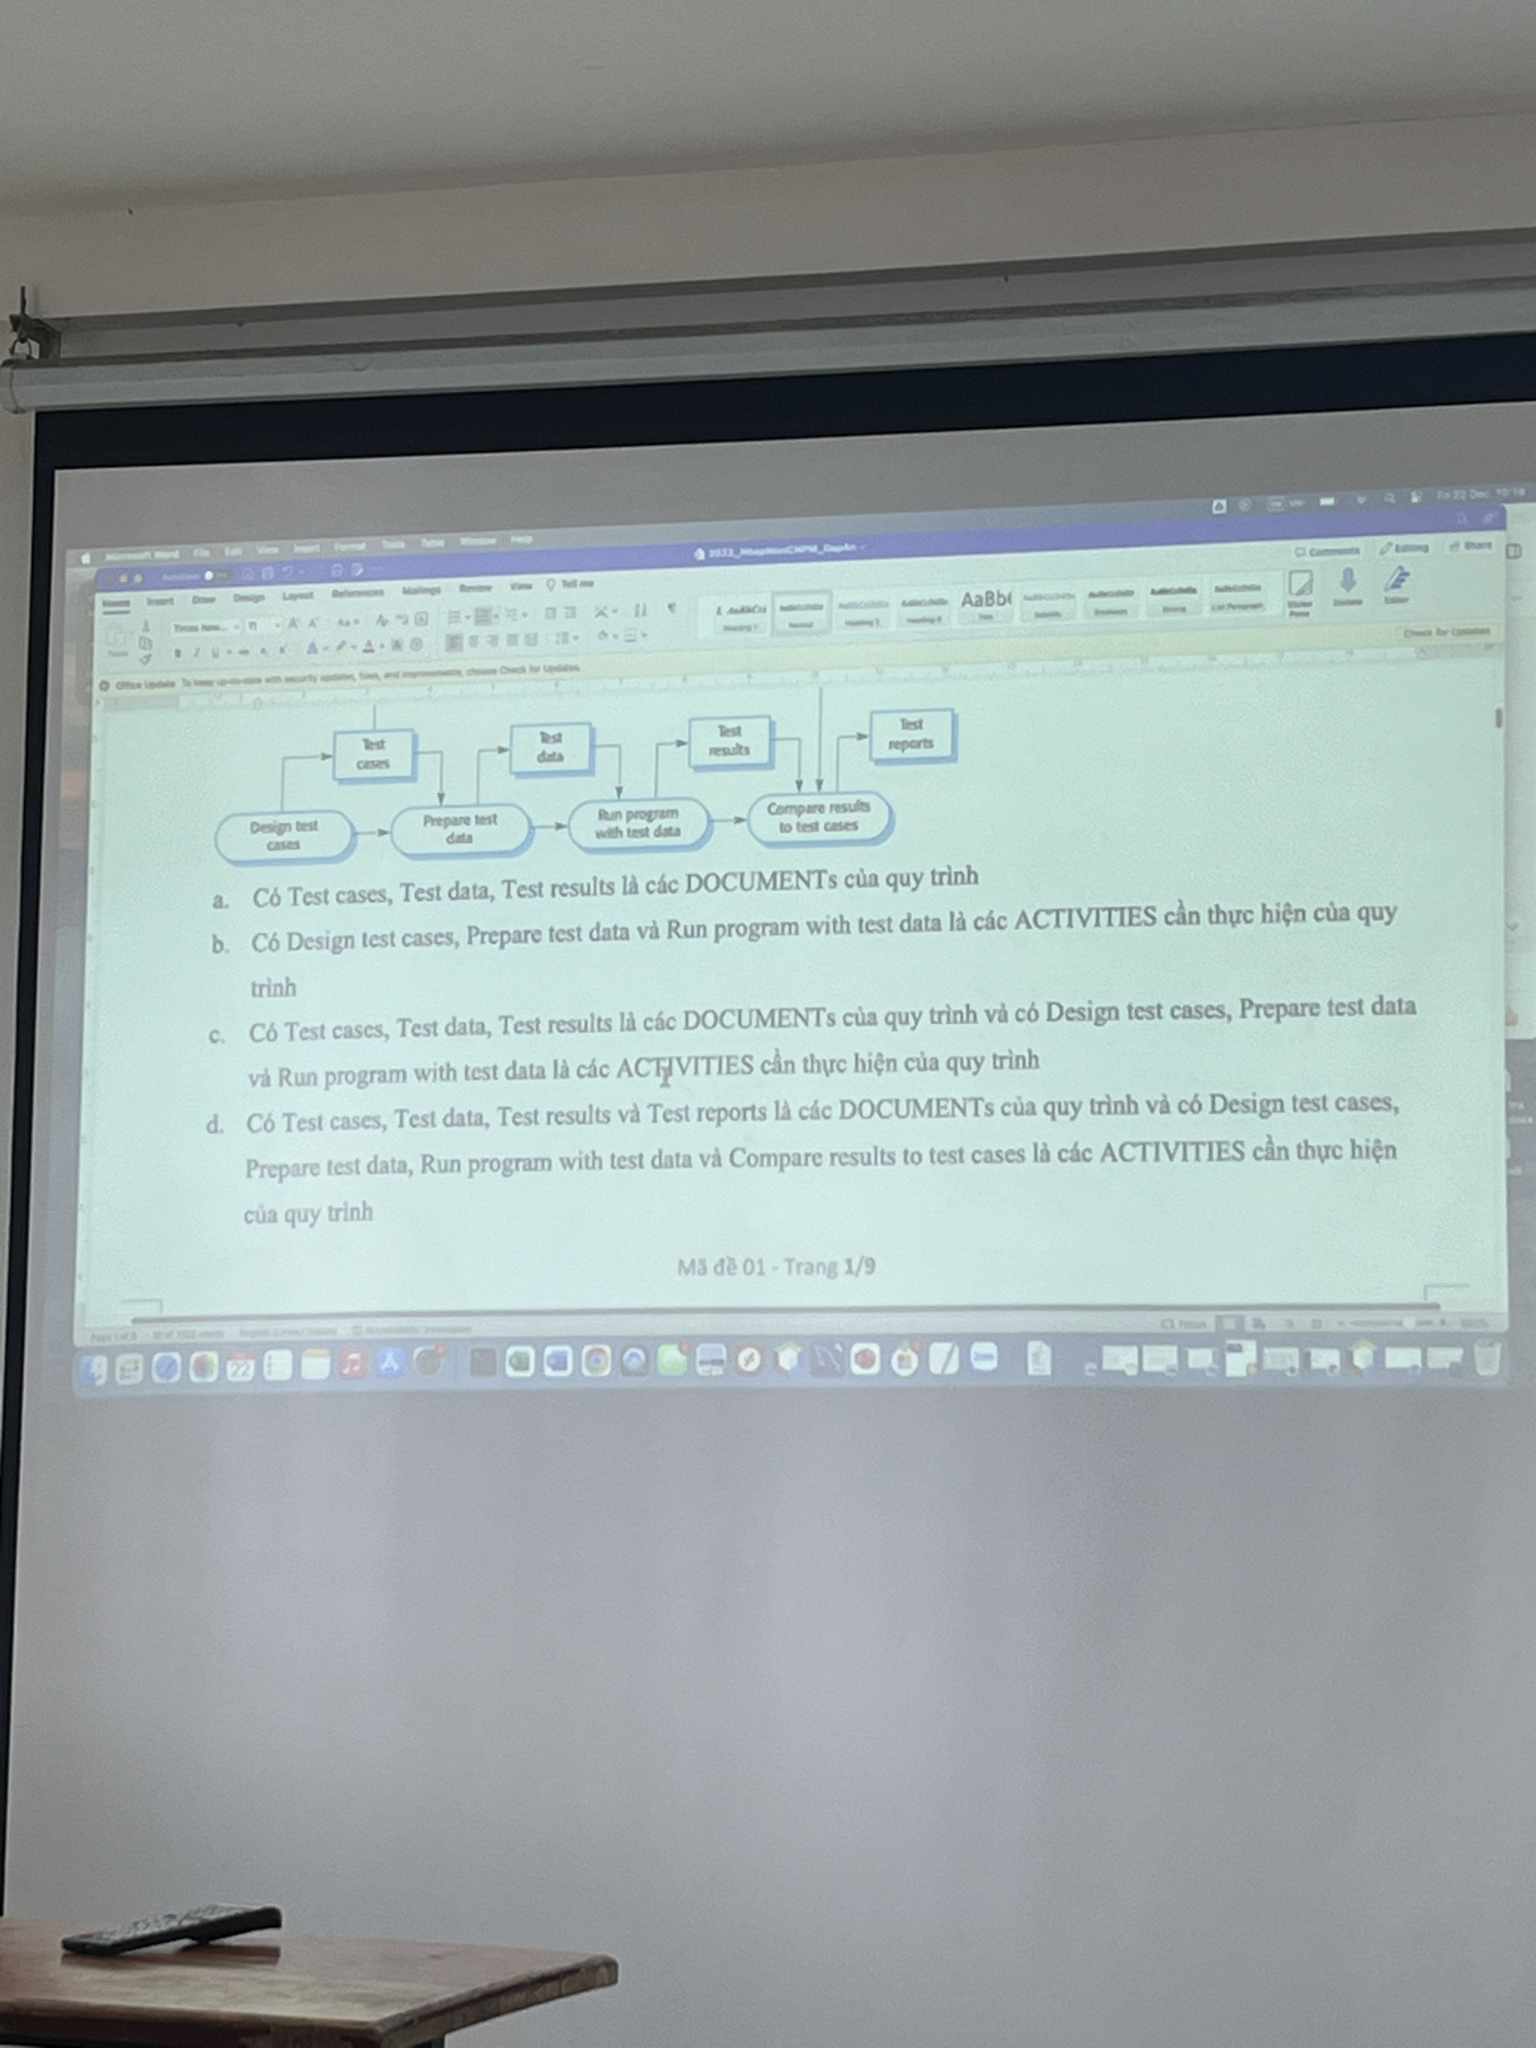 Microsoft Word File Edit View Insert Format Tools Table Window Help
Fri 22 Dec
Home Insert Draw Design Layout References Mailings Review View Tell me
Comments Editing Share
AaBb
Office Update To keep up-to-date with security updates, fixes, and improvements, choose Check for Updates.
Check for Updates
Test cases
Test data
Test results
Test reports
Design test cases
Prepare test data
Run program with test data
Compare results to test cases
a. Có Test cases, Test data, Test results là các DOCUMENTs của quy trình
b. Có Design test cases, Prepare test data và Run program with test data là các ACTIVITIES cần thực hiện của quy
trình
c. Có Test cases, Test data, Test results là các DOCUMENTs của quy trình và có Design test cases, Prepare test data
và Run program with test data là các ACTIVITIES cần thực hiện của quy trình
d. Có Test cases, Test data, Test results và Test reports là các DOCUMENTs của quy trình và có Design test cases,
Prepare test data, Run program with test data và Compare results to test cases là các ACTIVITIES cần thực hiện
của quy trình
Mã đề 01 - Trang 1/9
Focus
22